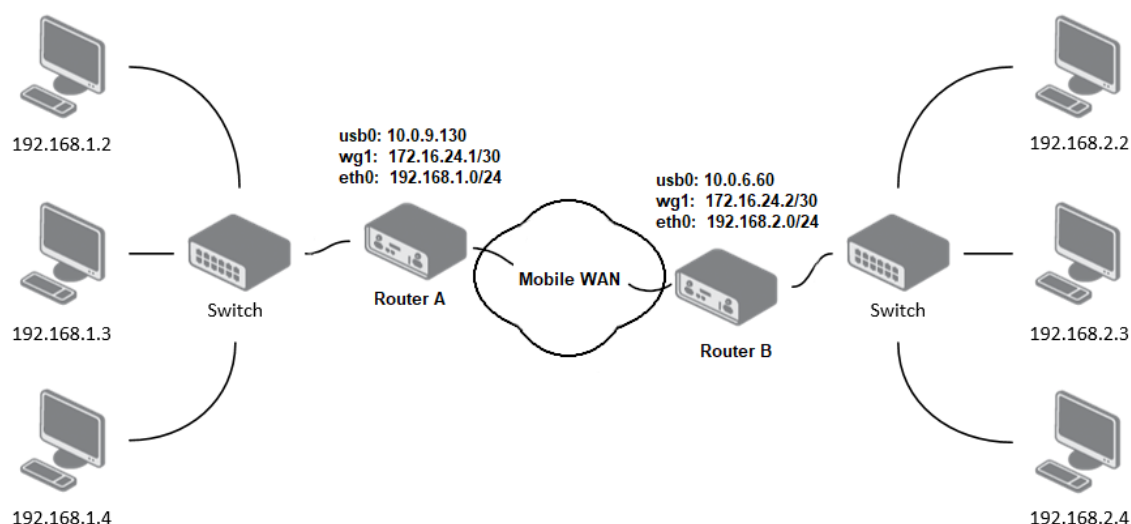 192.168.1.2
192.168.1.3
192.168.1.4
Switch
usb0: 10.0.9.130
wg1: 172.16.24.1/30
eth0: 192.168.1.0/24
Router A
Mobile WAN
usb0: 10.0.6.60
wg1: 172.16.24.2/30
eth0: 192.168.2.0/24
Router B
Switch
192.168.2.2
192.168.2.3
192.168.2.4